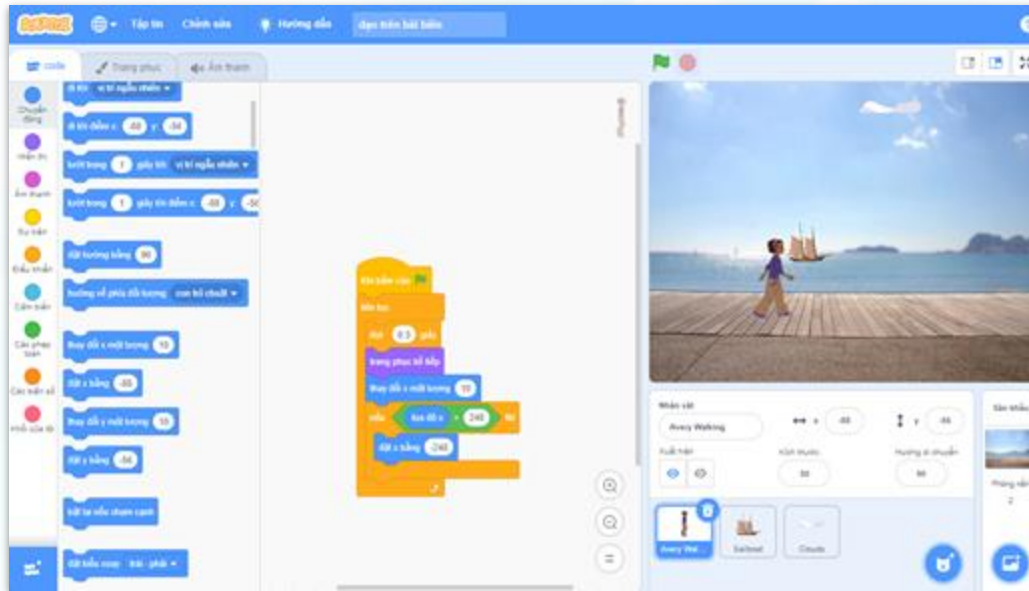 SCRATCH
Tập tin Chỉnh sửa Hướng dẫn dạo trên bãi biển
code Trang phục Âm thanh
Chuyển động
Hiển thị
Âm thanh
Sự kiện
Điều khiển
Cảm biến
Các phép toán
Các biến số
Khối của tôi
đi tới vị trí ngẫu nhiên
đi tới điểm x: -88 y: -56
lướt trong 1 giây tới vị trí ngẫu nhiên
lướt trong 1 giây tới điểm x: -88 y:
đặt hướng bằng 90
hướng về phía đối tượng con trỏ chuột
thay đổi x một lượng 10
đặt x bằng -88
thay đổi y một lượng 10
đặt y bằng -56
bật lại nếu chạm cạnh
đặt kiểu xoay trái - phải
Khi bấm vào
liên tục
đợi 0.5 giây
trang phục kế tiếp
thay đổi x một lượng 10
nếu tọa độ x > 240 thì
đặt x bằng -240
Nhân vật
Avery Walking x y
Xuất hiện Kích thước Hướng di chuyển
50 90
Avery Wal... Sailboat Clouds
Sân khấu
2